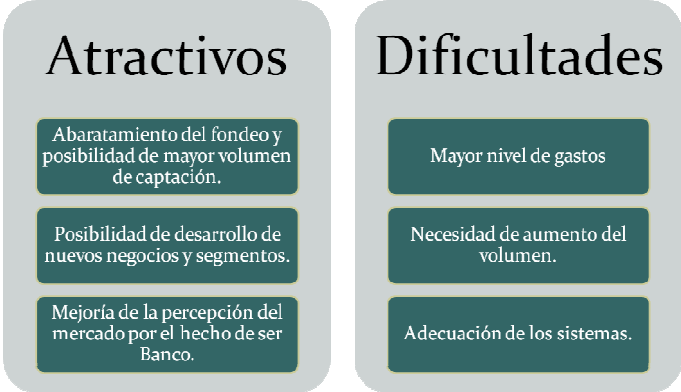 Atractivos
Abaratamiento del fondeo y
posibilidad de mayor volumen
de captación.
Posibilidad de desarrollo de
nuevos negocios y segmentos.
Mejoría de la percepción del
mercado por el hecho de ser
Banco.
Dificultades
Mayor nivel de gastos
Necesidad de aumento del
volumen.
Adecuación de los sistemas.